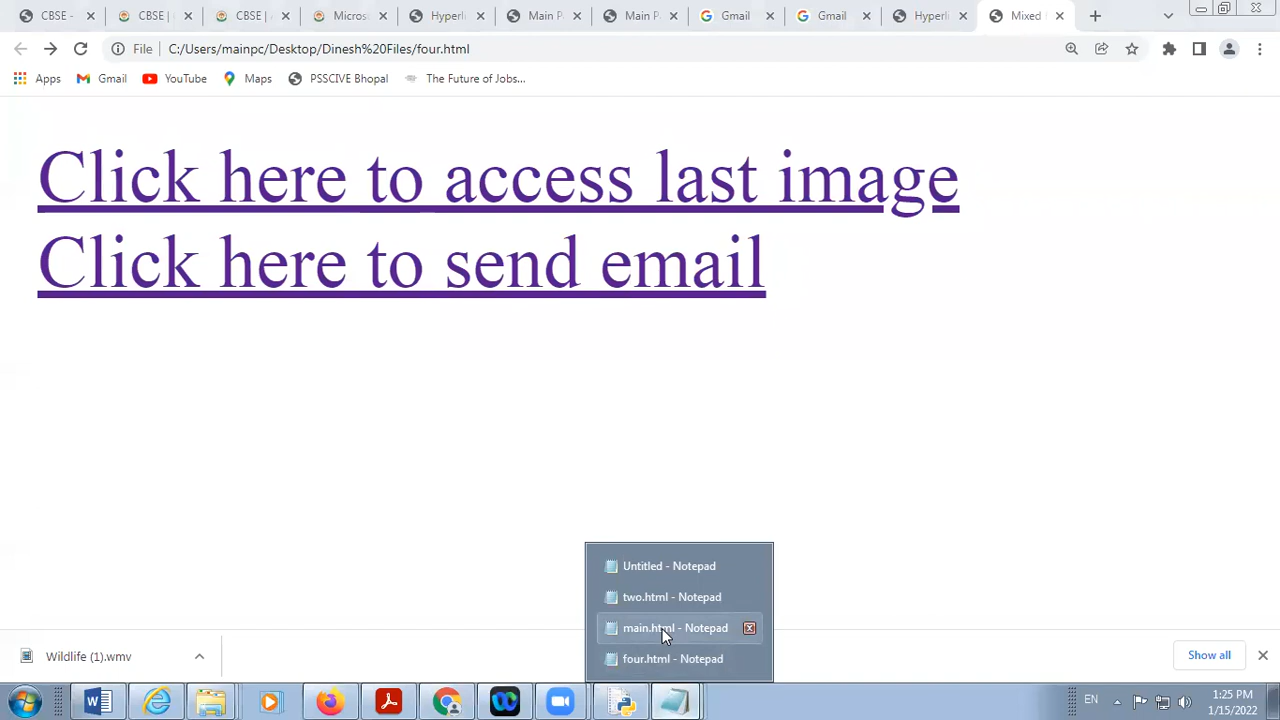 CBSE -
CBSE |
CBSE |
Micros
Hyperli
Main P
Main P
Gmail
Gmail
Hyperli
Mixed
File C:/Users/mainpc/Desktop/Dinesh%20Files/four.html
Apps Gmail YouTube Maps PSSCIVE Bhopal The Future of Jobs...
Click here to access last image
Click here to send email
Untitled - Notepad
two.html - Notepad
main.html - Notepad
four.html - Notepad
Wildlife (1).wmv
Show all
EN
1:25 PM
1/15/2022